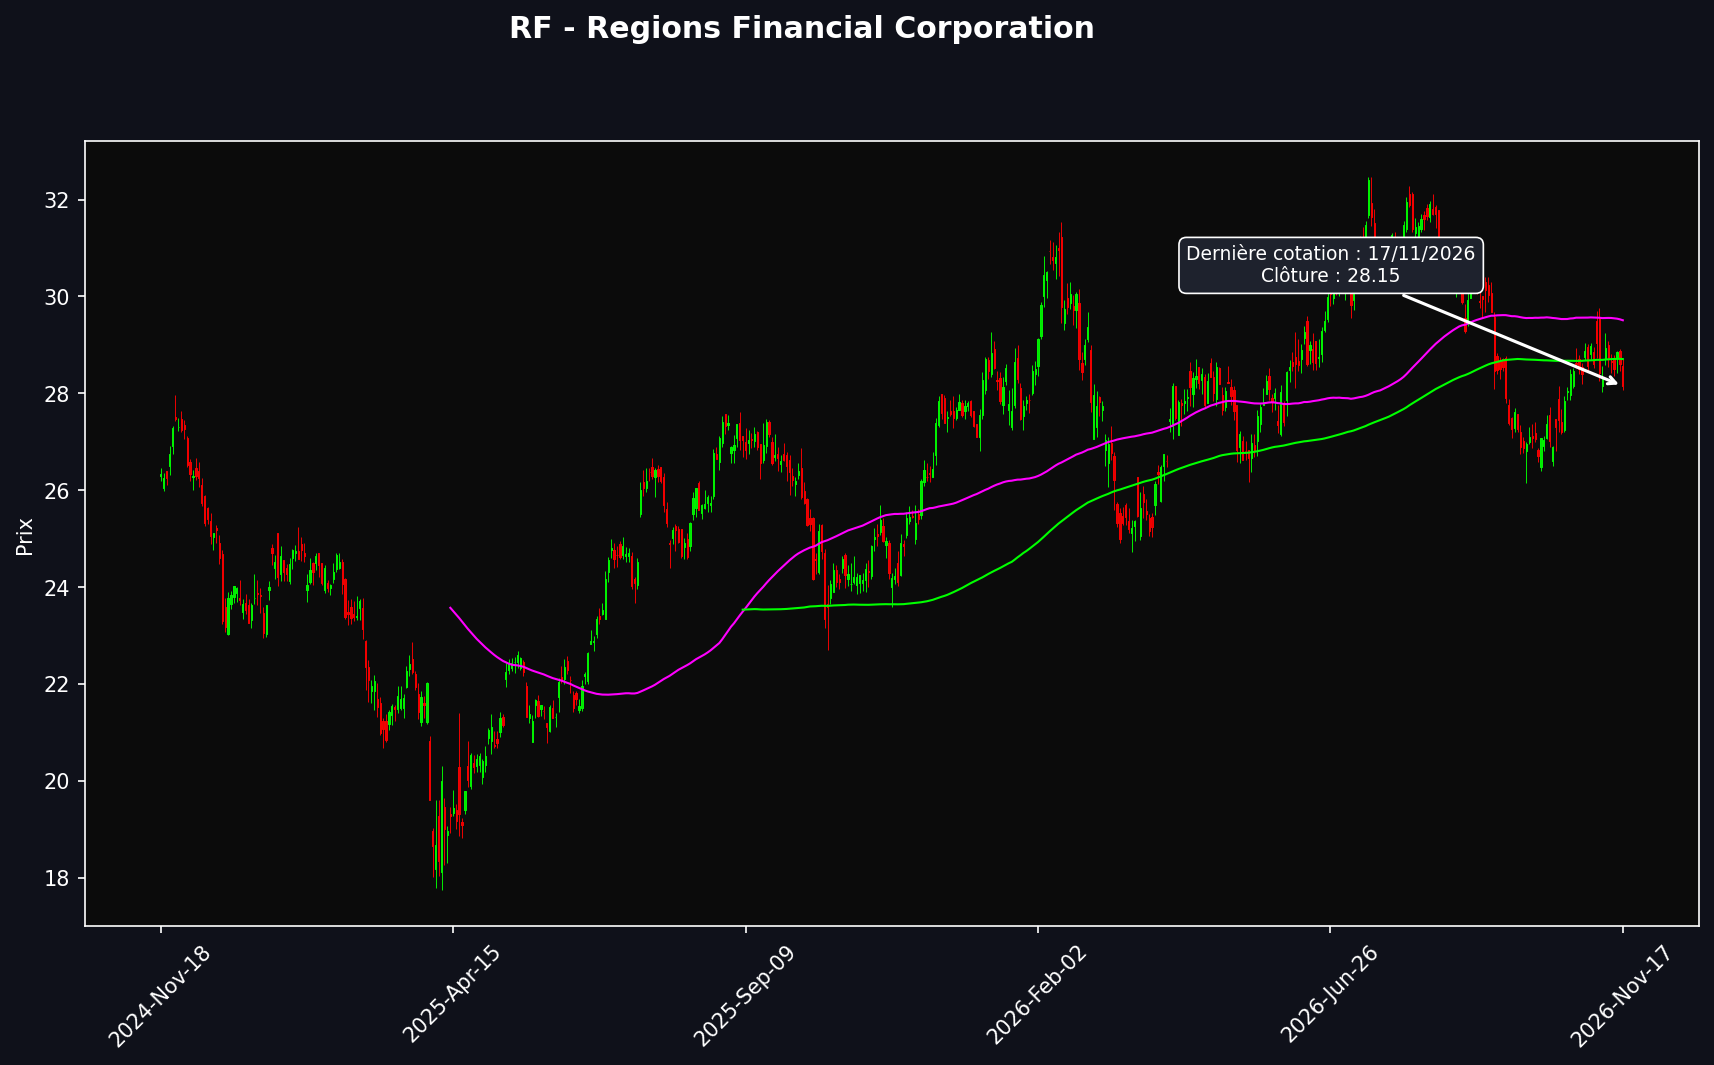 RF - Regions Financial Corporation
Prix
32
30
28
26
24
22
20
18
Dernière cotation : 17/11/2026
Clôture : 28.15
2024-Nov-18
2025-Apr-15
2025-Sep-09
2026-Feb-02
2026-Jun-26
2026-Nov-17